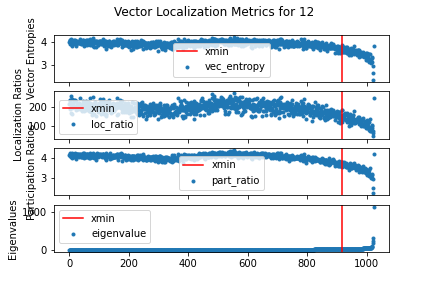 Vector Localization Metrics for 12
Vector Entropies
4
3
xmin
vec_entropy
Localization Ratios
200
100
xmin
loc_ratio
Participation Ratios
4
3
xmin
part_ratio
Eigenvalues
1000
0
xmin
eigenvalue
0
200
400
600
800
1000